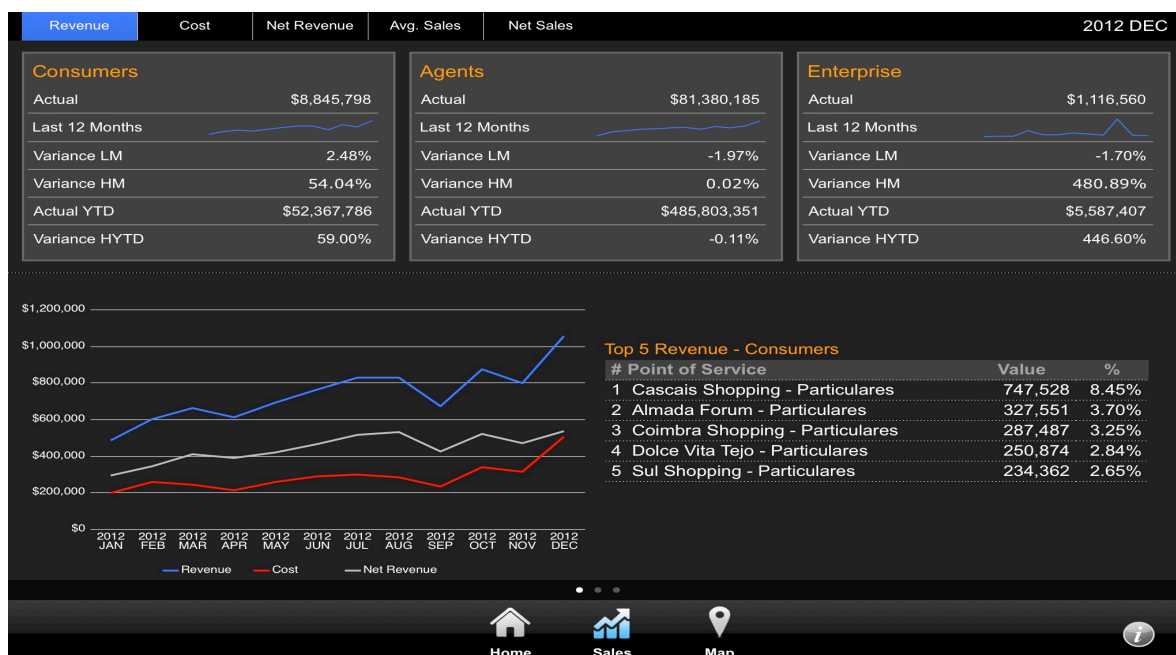 Revenue Cost Net Revenue Avg. Sales Net Sales 2012 DEC
Consumers
Actual $8,845,798
Last 12 Months
Variance LM 2.48%
Variance HM 54.04%
Actual YTD $52,367,786
Variance HYTD 59.00%
Agents
Actual $81,380,185
Last 12 Months
Variance LM -1.97%
Variance HM 0.02%
Actual YTD $485,803,351
Variance HYTD -0.11%
Enterprise
Actual $1,116,560
Last 12 Months
Variance LM -1.70%
Variance HM 480.89%
Actual YTD $5,587,407
Variance HYTD 446.60%
$1,200,000
$1,000,000
$800,000
$600,000
$400,000
$200,000
$0
2012 2012 2012 2012 2012 2012 2012 2012 2012 2012 2012 2012
JAN FEB MAR APR MAY JUN JUL AUG SEP OCT NOV DEC
Revenue Cost Net Revenue
Top 5 Revenue - Consumers
# Point of Service Value %
1 Cascais Shopping - Particulares 747,528 8.45%
2 Almada Forum - Particulares 327,551 3.70%
3 Coimbra Shopping - Particulares 287,487 3.25%
4 Dolce Vita Tejo - Particulares 250,874 2.84%
5 Sul Shopping - Particulares 234,362 2.65%
Home Sales Map
i